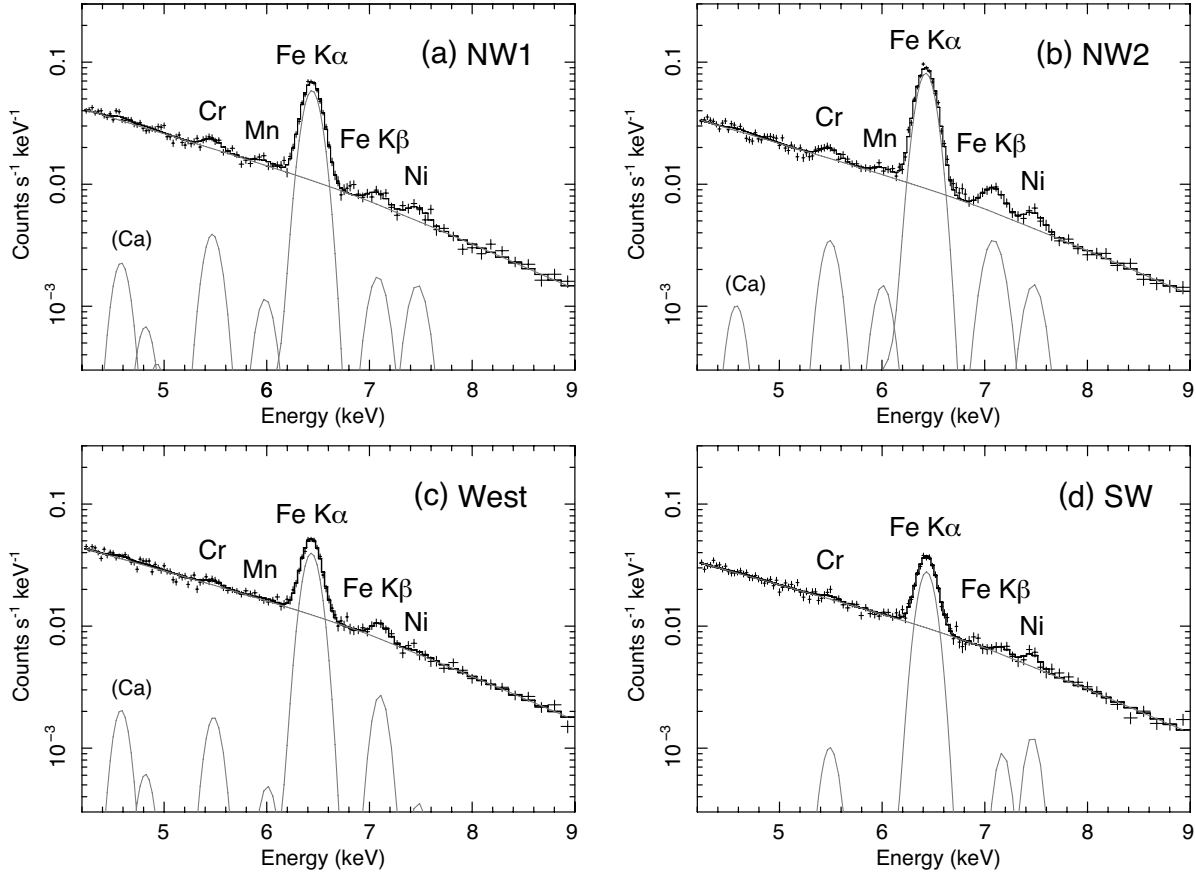 (a) NW1
Fe Kα
Cr
Mn
Fe Kβ
Ni
(Ca)
0.1
0.01
10⁻³
Counts s⁻¹ keV⁻¹
5 6 7 8 9
Energy (keV)
(b) NW2
Fe Kα
Cr
Mn
Fe Kβ
Ni
(Ca)
0.1
0.01
10⁻³
Counts s⁻¹ keV⁻¹
5 6 7 8 9
Energy (keV)
(c) West
Fe Kα
Cr
Mn
Fe Kβ
Ni
(Ca)
0.1
0.01
10⁻³
Counts s⁻¹ keV⁻¹
5 6 7 8 9
Energy (keV)
(d) SW
Fe Kα
Cr
Fe Kβ
Ni
0.1
0.01
10⁻³
Counts s⁻¹ keV⁻¹
5 6 7 8 9
Energy (keV)